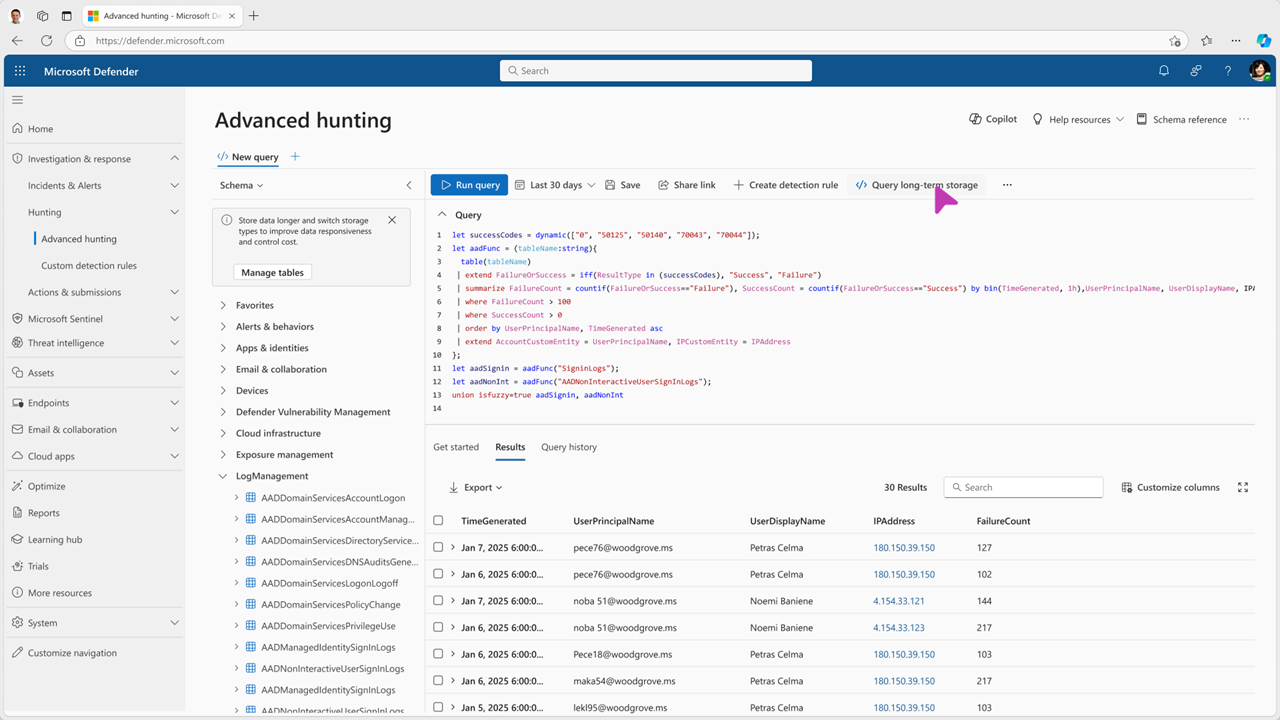 Advanced hunting - Microsoft De
https://defender.microsoft.com
Microsoft Defender
Search
Home
Investigation & response
Incidents & Alerts
Hunting
Advanced hunting
Custom detection rules
Actions & submissions
Microsoft Sentinel
Threat intelligence
Assets
Endpoints
Email & collaboration
Cloud apps
Optimize
Reports
Learning hub
Trials
More resources
System
Customize navigation
Advanced hunting
Copilot
Help resources
Schema reference
New query
Schema
Store data longer and switch storage
types to improve data responsiveness
and control cost.
Manage tables
Favorites
Alerts & behaviors
Apps & identities
Email & collaboration
Devices
Defender Vulnerability Management
Cloud infrastructure
Exposure management
LogManagement
AADDomainServicesAccountLogon
AADDomainServicesAccountManag...
AADDomainServicesDirectoryService...
AADDomainServicesDNSAuditsGene...
AADDomainServicesLogonLogoff
AADDomainServicesPolicyChange
AADDomainServicesPrivilegeUse
AADManagedIdentitySignInLogs
AADNonInteractiveUserSignInLogs
AADManagedIdentitySignInLogs
AADNonInteractiveUserSignInLogs
Run query
Last 30 days
Save
Share link
Create detection rule
Query long-term storage
Query
1 let successCodes = dynamic(["0", "50125", "50140", "70043", "70044"]);
2 let aadFunc = (tableName:string){
3 table(tableName)
4 | extend FailureOrSuccess = iff(ResultType in (successCodes), "Success", "Failure")
5 | summarize FailureCount = countif(FailureOrSuccess=="Failure"), SuccessCount = countif(FailureOrSuccess=="Success") by bin(TimeGenerated, 1h),UserPrincipalName, UserDisplayName, IPA
6 | where FailureCount > 100
7 | where SuccessCount > 0
8 | order by UserPrincipalName, TimeGenerated asc
9 | extend AccountCustomEntity = UserPrincipalName, IPCustomEntity = IPAddress
10 };
11 let aadSignin = aadFunc("SigninLogs");
12 let aadNonInt = aadFunc("AADNonInteractiveUserSignInLogs");
13 union isfuzzy=true aadSignin, aadNonInt
14
Get started
Results
Query history
Export
30 Results
Search
Customize columns
TimeGenerated UserPrincipalName UserDisplayName IPAddress FailureCount
Jan 7, 2025 6:00:0... pece76@woodgrove.ms Petras Celma 180.150.39.150 127
Jan 6, 2025 6:00:0... pece76@woodgrove.ms Petras Celma 180.150.39.150 102
Jan 7, 2025 6:00:0... noba 51@woodgrove.ms Noemi Baniene 4.154.33.121 144
Jan 6, 2025 6:00:0... noba 51@woodgrove.ms Noemi Baniene 4.154.33.123 217
Jan 6, 2025 6:00:0... Pece18@woodgrove.ms Petras Celma 180.150.39.150 103
Jan 6, 2025 6:00:0... maka54@woodgrove.ms Petras Celma 180.150.39.150 217
Jan 5, 2025 6:00:0... lekl95@woodgrove.ms Petras Celma 180.150.39.150 103